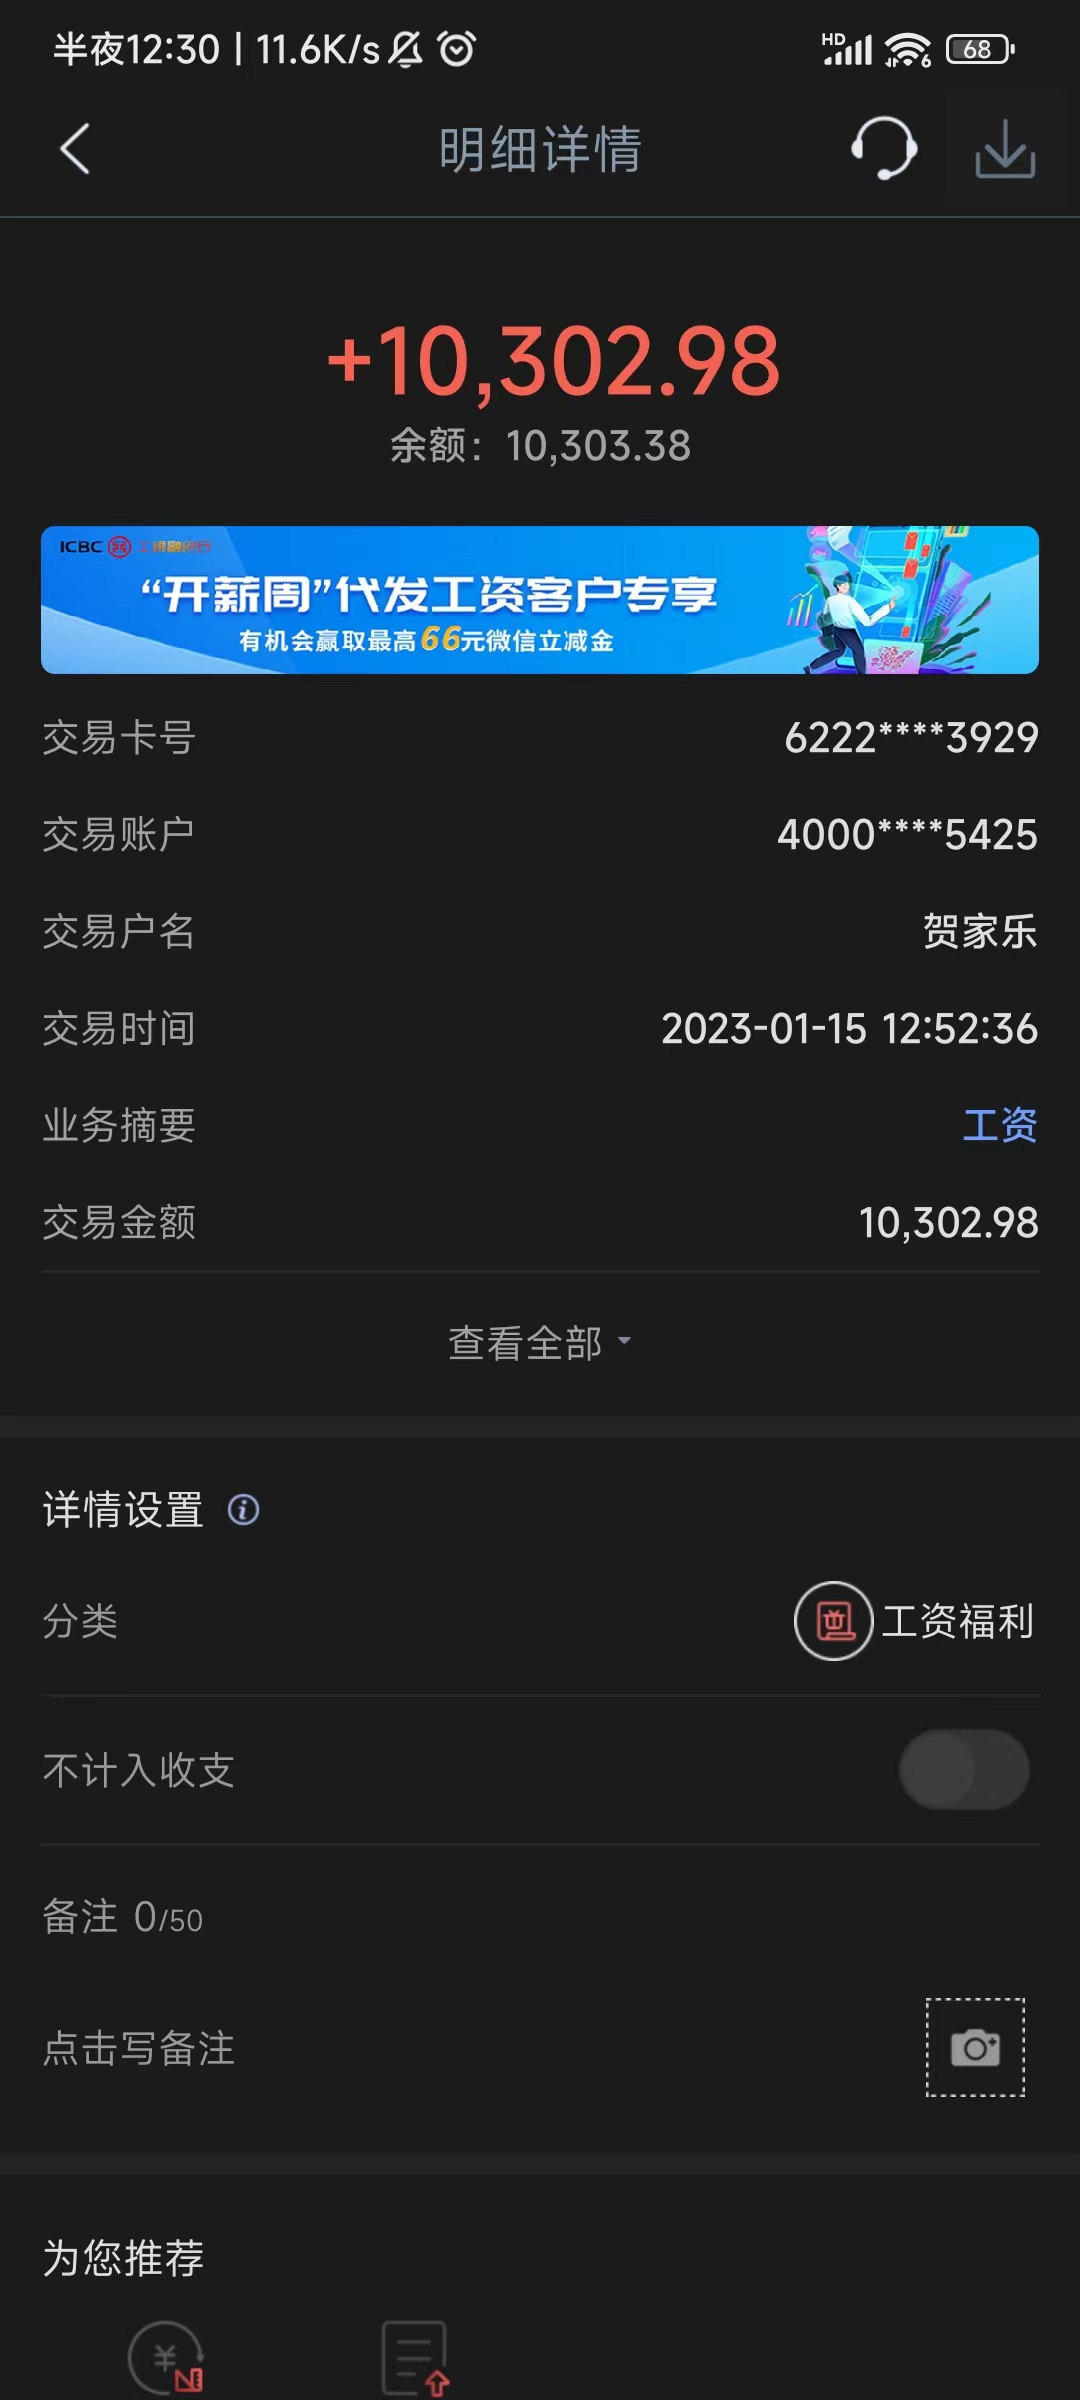 半夜12:30 | 11.6K/s
HD 6 68
明细详情
+10,302.98
余额：10,303.38
ICBC 工银融e行
“开薪周”代发工资客户专享
有机会赢取最高66元微信立减金
交易卡号 6222****3929
交易账户 4000****5425
交易户名 贺家乐
交易时间 2023-01-15 12:52:36
业务摘要 工资
交易金额 10,302.98
查看全部
详情设置
分类 工资福利
不计入收支
备注 0/50
点击写备注
为您推荐